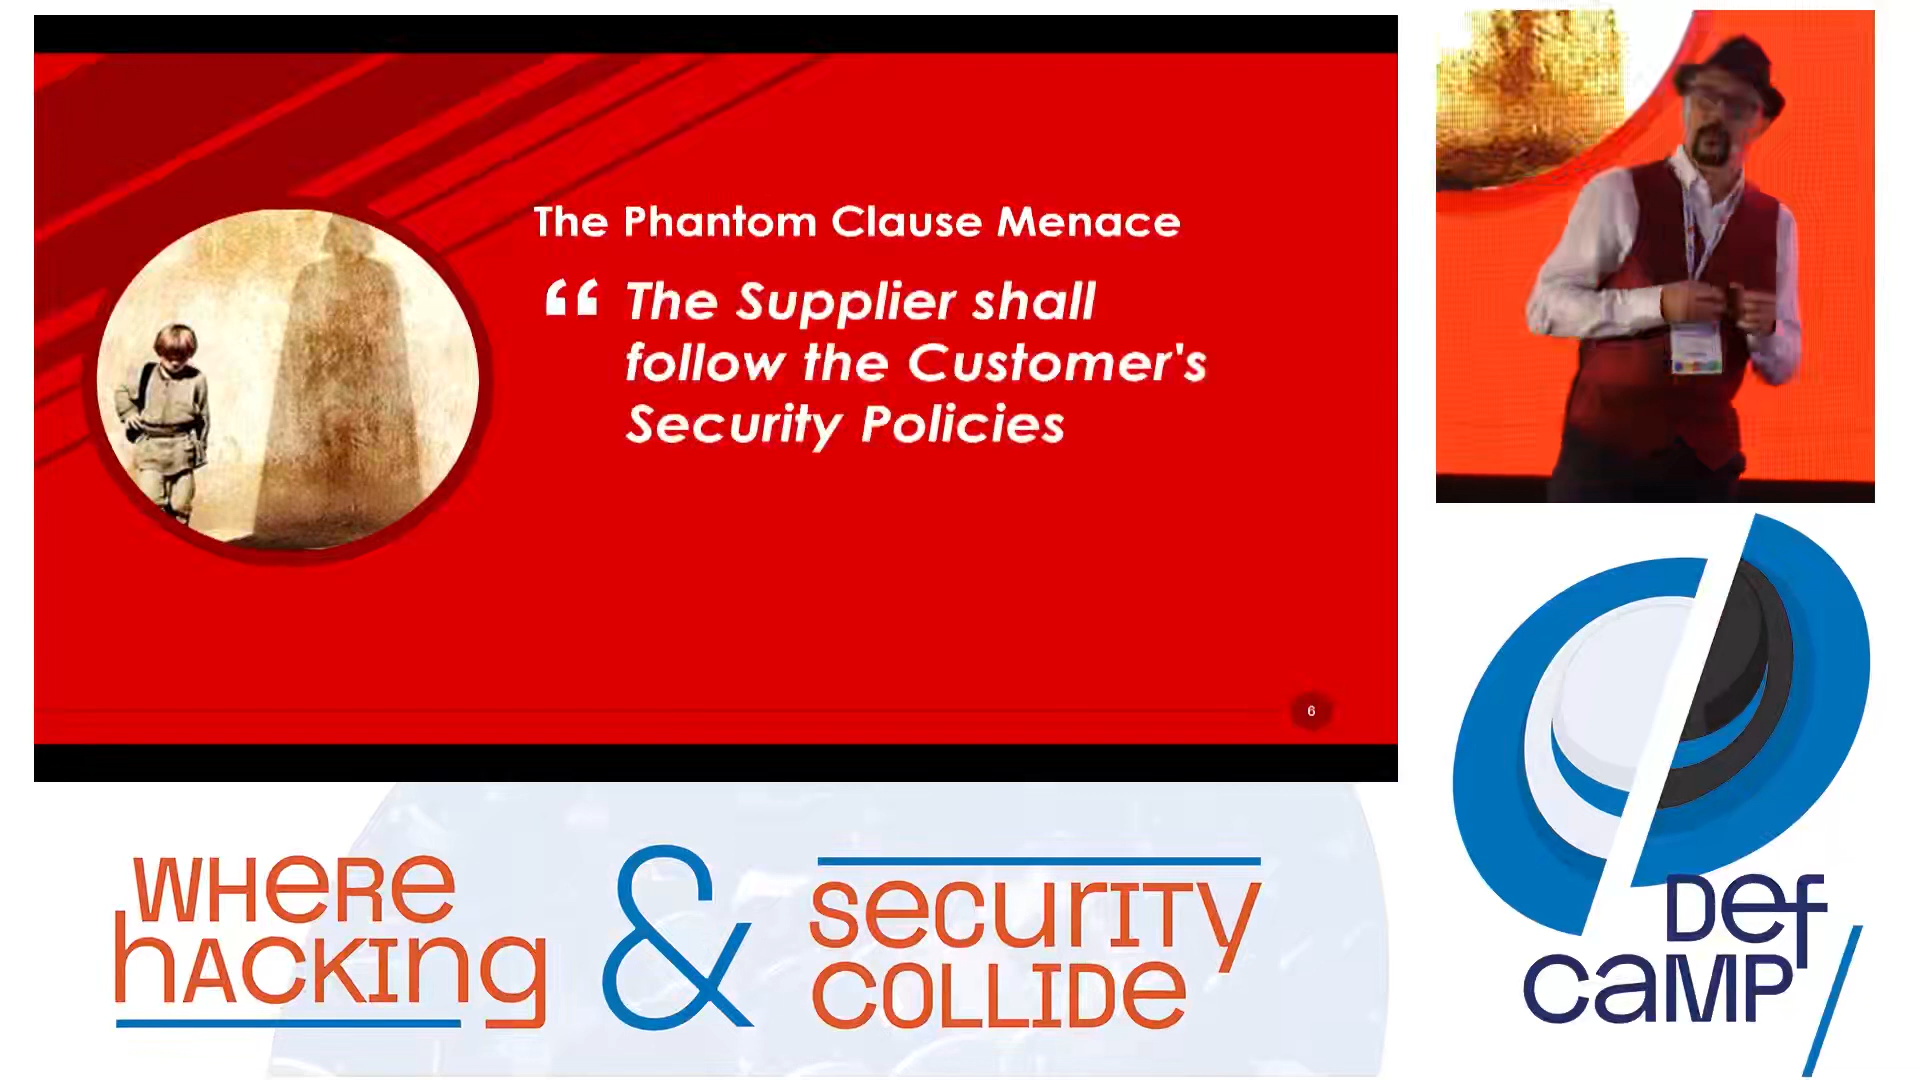 The Phantom Clause Menace
“ The Supplier shall
follow the Customer's
Security Policies
6
WHere
hACKIng
&
securITy
COLLIDe
Def
CaMP